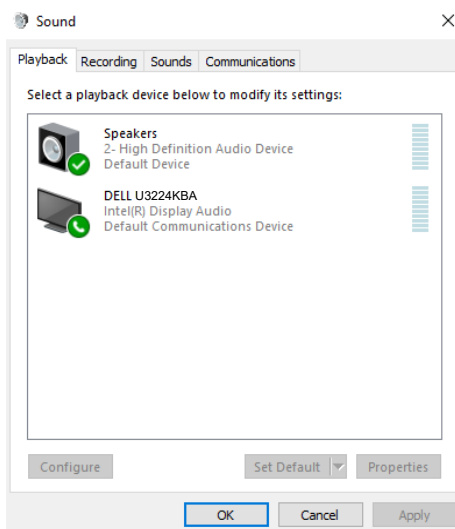 Sound
Playback Recording Sounds Communications
Select a playback device below to modify its settings:
Speakers
2- High Definition Audio Device
Default Device
DELL U3224KBA
Intel(R) Display Audio
Default Communications Device
Configure Set Default Properties
OK Cancel Apply